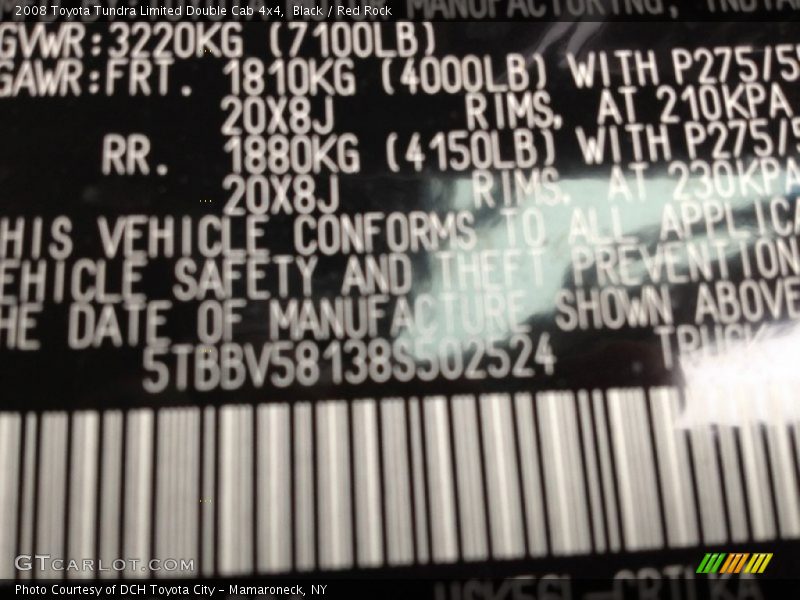 2008 Toyota Tundra Limited Double Cab 4x4, Black / Red Rock
MANUFACTURING,
GVWR:3220KG (7100LB)
GAWR:FRT. 1810KG (4000LB) WITH P275/55
20X8J RIMS, AT 210KPA
RR. 1880KG (4150LB) WITH P275/5
20X8J RIMS, AT 230KPA
HIS VEHICLE CONFORMS TO ALL APPLICA
EHICLE SAFETY AND THEFT PREVENTION
HE DATE OF MANUFACTURE SHOWN ABOVE
5TBBV58138S502524 TRUCK
GTcarlot.com
Photo Courtesy of DCH Toyota City - Mamaroneck, NY